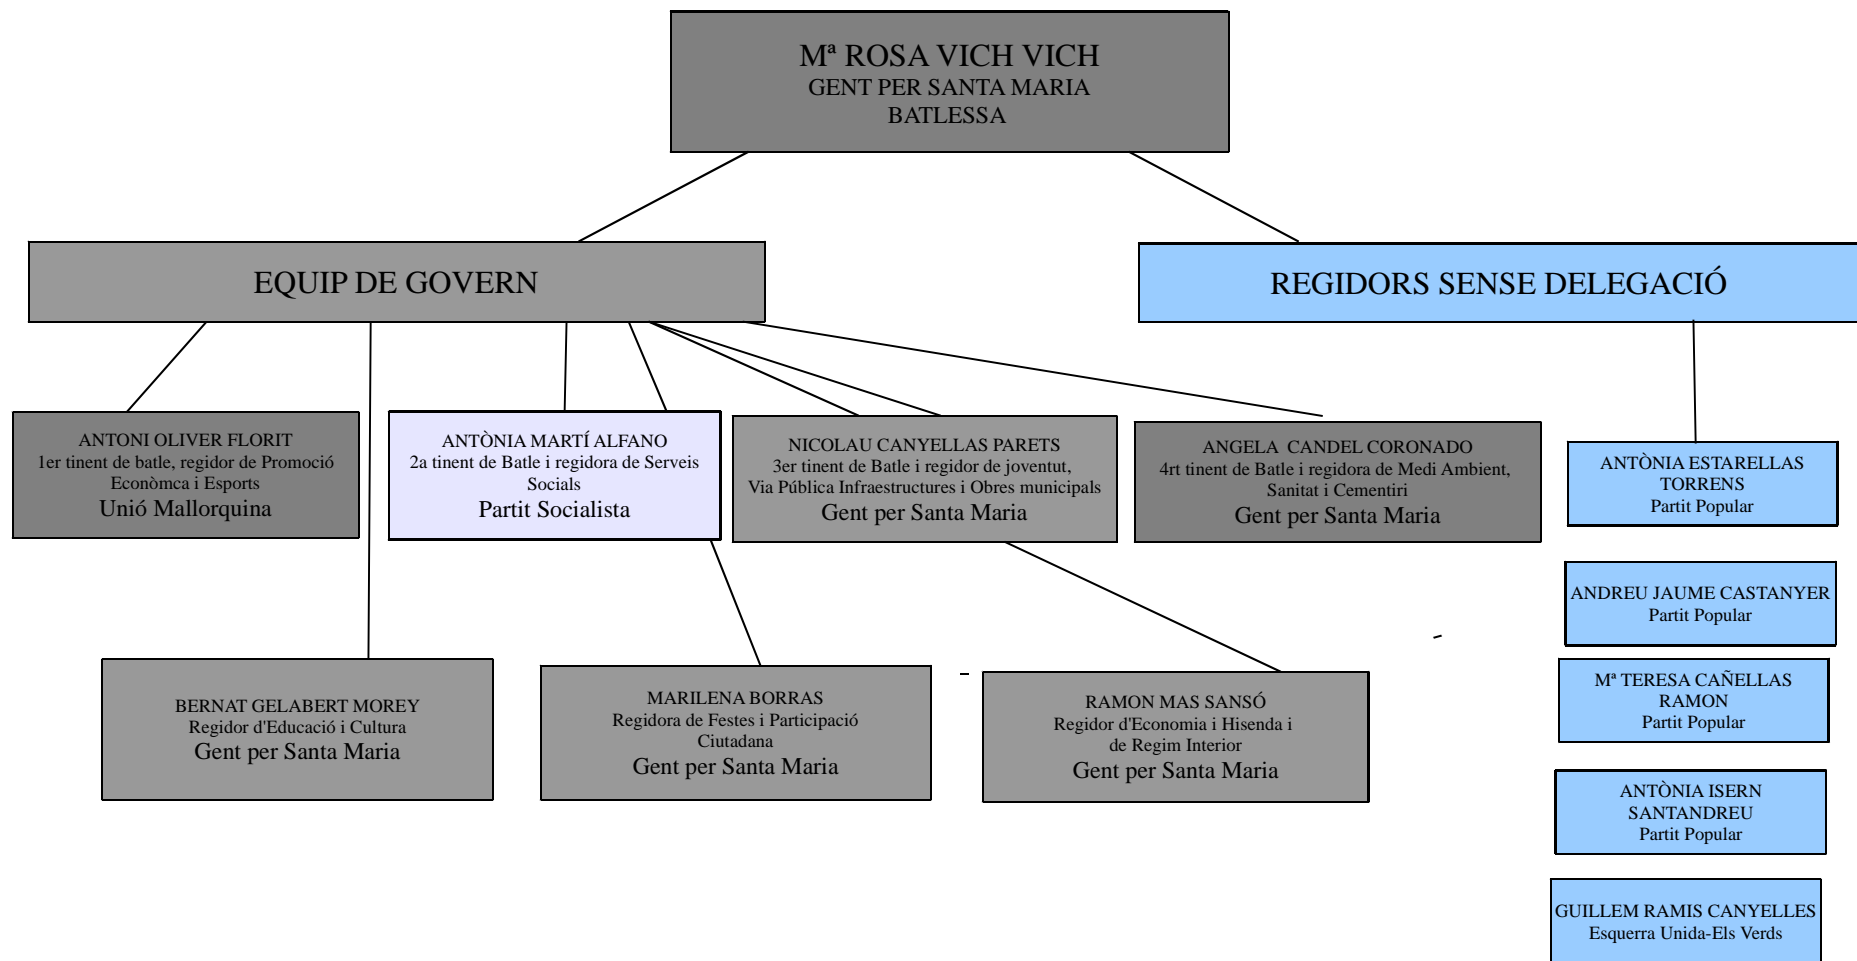 Mª ROSA VICH VICH
GENT PER SANTA MARIA
BATLESSA
EQUIP DE GOVERN
REGIDORS SENSE DELEGACIÓ
ANTONI OLIVER FLORIT
1er tinent de batle, regidor de Promoció
Econòmca i Esports
Unió Mallorquina
ANTÒNIA MARTÍ ALFANO
2a tinent de Batle i regidora de Serveis
Socials
Partit Socialista
NICOLAU CANYELLAS PARETS
3er tinent de Batle i regidor de joventut,
Via Pública Infraestructures i Obres municipals
Gent per Santa Maria
ANGELA CANDEL CORONADO
4rt tinent de Batle i regidora de Medi Ambient,
Sanitat i Cementiri
Gent per Santa Maria
ANTÒNIA ESTARELLAS
TORRENS
Partit Popular
ANDREU JAUME CASTANYER
Partit Popular
Mª TERESA CAÑELLAS
RAMON
Partit Popular
ANTÒNIA ISERN
SANTANDREU
Partit Popular
GUILLEM RAMIS CANYELLES
Esquerra Unida-Els Verds
BERNAT GELABERT MOREY
Regidor d'Educació i Cultura
Gent per Santa Maria
MARILENA BORRAS
Regidora de Festes i Participació
Ciutadana
Gent per Santa Maria
RAMON MAS SANSÓ
Regidor d'Economia i Hisenda i
de Regim Interior
Gent per Santa Maria